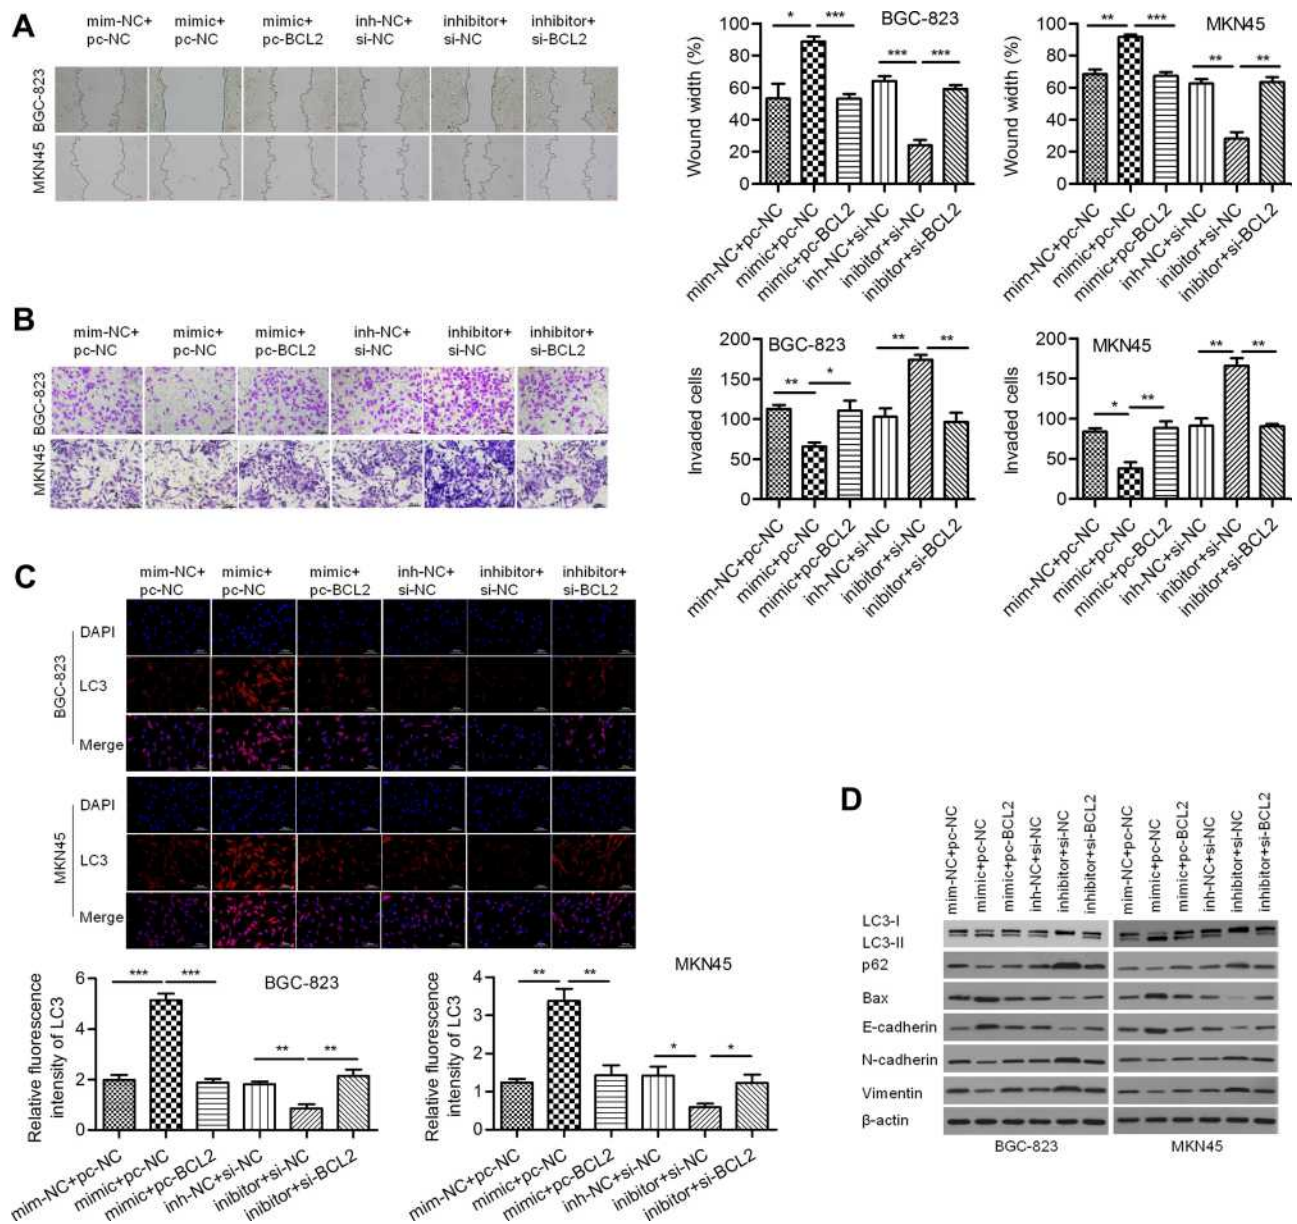 A
mim-NC+ mimic+ mimic+ inh-NC+ inhibitor+ inhibitor+
pc-NC pc-NC pc-BCL2 si-NC si-NC si-BCL2
BGC-823
MKN45
BGC-823
Wound width (%)
100
80
60
40
20
0
* *** *** ***
mim-NC+pc-NC
mimic+pc-NC
mimic+pc-BCL2
inh-NC+si-NC
inibitor+si-NC
inibitor+si-BCL2
MKN45
Wound width (%)
100
80
60
40
20
0
** *** ** **
mim-NC+pc-NC
mimic+pc-NC
mimic+pc-BCL2
inh-NC+si-NC
inibitor+si-NC
inibitor+si-BCL2
B
mim-NC+ mimic+ mimic+ inh-NC+ inhibitor+ inhibitor+
pc-NC pc-NC pc-BCL2 si-NC si-NC si-BCL2
BGC-823
MKN45
BGC-823
Invaded cells
200
150
100
50
0
** * ** **
mim-NC+pc-NC
mimic+pc-NC
mimic+pc-BCL2
inh-NC+si-NC
inibitor+si-NC
inibitor+si-BCL2
MKN45
Invaded cells
200
150
100
50
0
* ** ** **
mim-NC+pc-NC
mimic+pc-NC
mimic+pc-BCL2
inh-NC+si-NC
inibitor+si-NC
inibitor+si-BCL2
C
mim-NC+ mimic+ mimic+ inh-NC+ inhibitor+ inhibitor+
pc-NC pc-NC pc-BCL2 si-NC si-NC si-BCL2
BGC-823
DAPI
LC3
Merge
MKN45
DAPI
LC3
Merge
BGC-823
Relative fluorescence
intensity of LC3
6
4
2
0
*** *** ** **
mim-NC+pc-NC
mimic+pc-NC
mimic+pc-BCL2
inh-NC+si-NC
inibitor+si-NC
inibitor+si-BCL2
MKN45
Relative fluorescence
intensity of LC3
4
3
2
1
0
** ** * *
mim-NC+pc-NC
mimic+pc-NC
mimic+pc-BCL2
inh-NC+si-NC
inibitor+si-NC
inibitor+si-BCL2
D
mim-NC+pc-NC
mimic+pc-NC
mimic+pc-BCL2
inh-NC+si-NC
inhibitor+si-NC
inhibitor+si-BCL2
mim-NC+pc-NC
mimic+pc-NC
mimic+pc-BCL2
inh-NC+si-NC
inhibitor+si-NC
inhibitor+si-BCL2
LC3-I
LC3-II
p62
Bax
E-cadherin
N-cadherin
Vimentin
β-actin
BGC-823 MKN45